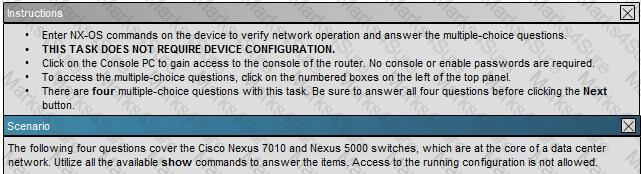 Instructions
• Enter NX-OS commands on the device to verify network operation and answer the multiple-choice questions.
• THIS TASK DOES NOT REQUIRE DEVICE CONFIGURATION.
• Click on the Console PC to gain access to the console of the router. No console or enable passwords are required.
• To access the multiple-choice questions, click on the numbered boxes on the left of the top panel.
• There are four multiple-choice questions with this task. Be sure to answer all four questions before clicking the Next
button.
Scenario
The following four questions cover the Cisco Nexus 7010 and Nexus 5000 switches, which are at the core of a data center
network. Utilize all the available show commands to answer the items. Access to the running configuration is not allowed.